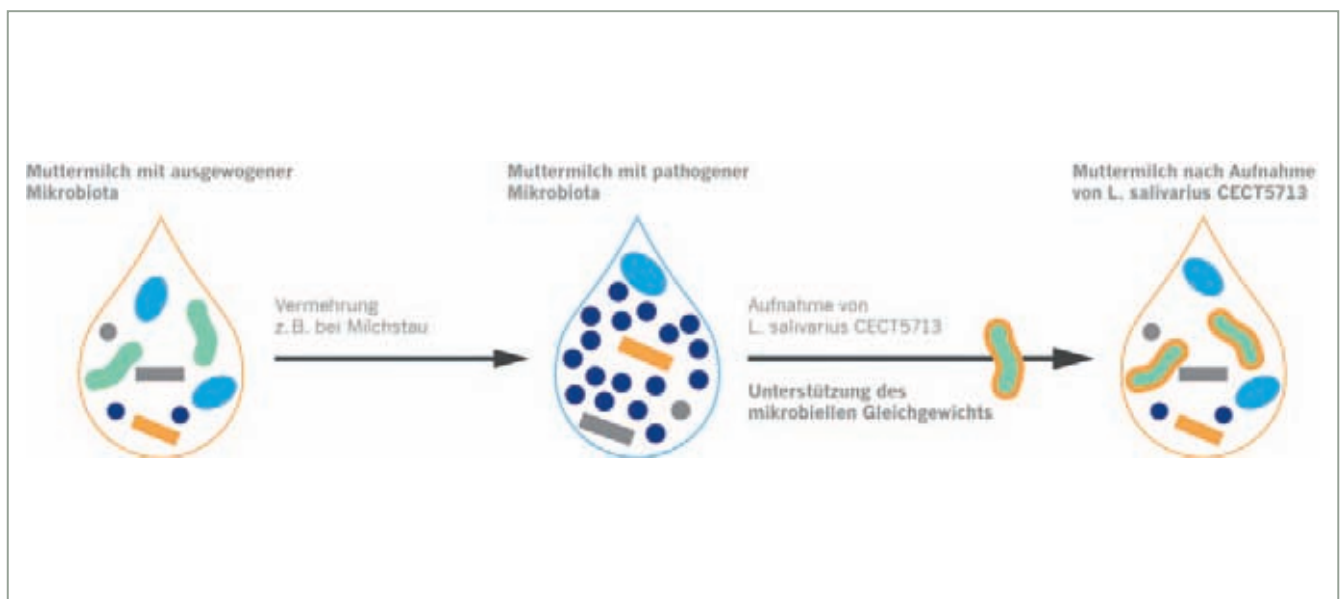 Muttermilch mit ausgewogener
Mikrobiota
Vermehrung
z.B. bei Milchstau
Muttermilch mit pathogener
Mikrobiota
Aufnahme von
L. salivarius CECT5713
Unterstützung des
mikrobiellen Gleichgewichts
Muttermilch nach Aufnahme
von L. salivarius CECT5713